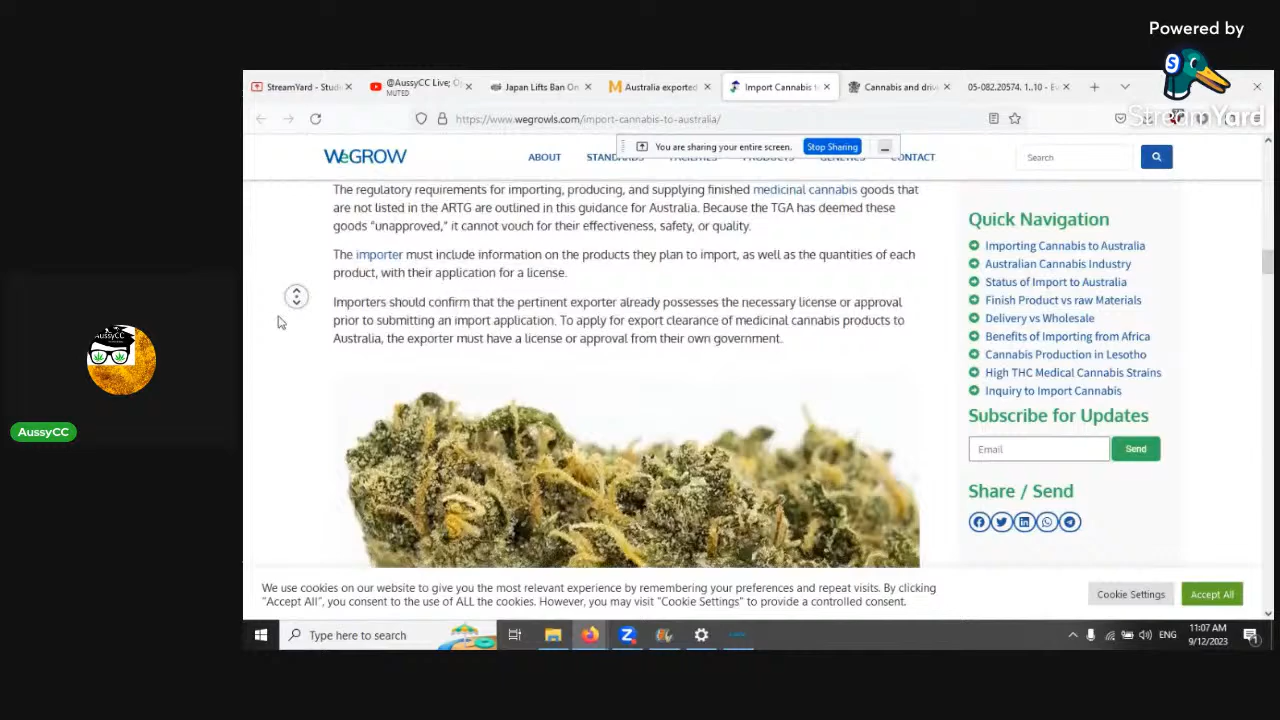 Powered by
StreamYard
StreamYard - Stud
@AussyCC Live; O
MUTED
Japan Lifts Ban On
Australia exported
Import Cannabis t
Cannabis and driv
05-082.20574. 1..10 - E
https://www.wegrowls.com/import-cannabis-to-australia/
You are sharing your entire screen. Stop Sharing
WeGROW
ABOUT STANDARDS FACILITIES PRODUCTS GENETICS CONTACT
Search
The regulatory requirements for importing, producing, and supplying finished medicinal cannabis goods that
are not listed in the ARTG are outlined in this guidance for Australia. Because the TGA has deemed these
goods “unapproved,” it cannot vouch for their effectiveness, safety, or quality.
The importer must include information on the products they plan to import, as well as the quantities of each
product, with their application for a license.
Importers should confirm that the pertinent exporter already possesses the necessary license or approval
prior to submitting an import application. To apply for export clearance of medicinal cannabis products to
Australia, the exporter must have a license or approval from their own government.
Quick Navigation
Importing Cannabis to Australia
Australian Cannabis Industry
Status of Import to Australia
Finish Product vs raw Materials
Delivery vs Wholesale
Benefits of Importing from Africa
Cannabis Production in Lesotho
High THC Medical Cannabis Strains
Inquiry to Import Cannabis
Subscribe for Updates
Email
Send
Share / Send
AussyCC
AussyCC
We use cookies on our website to give you the most relevant experience by remembering your preferences and repeat visits. By clicking
“Accept All”, you consent to the use of ALL the cookies. However, you may visit "Cookie Settings" to provide a controlled consent.
Cookie Settings
Accept All
Type here to search
ENG
11:07 AM
9/12/2023